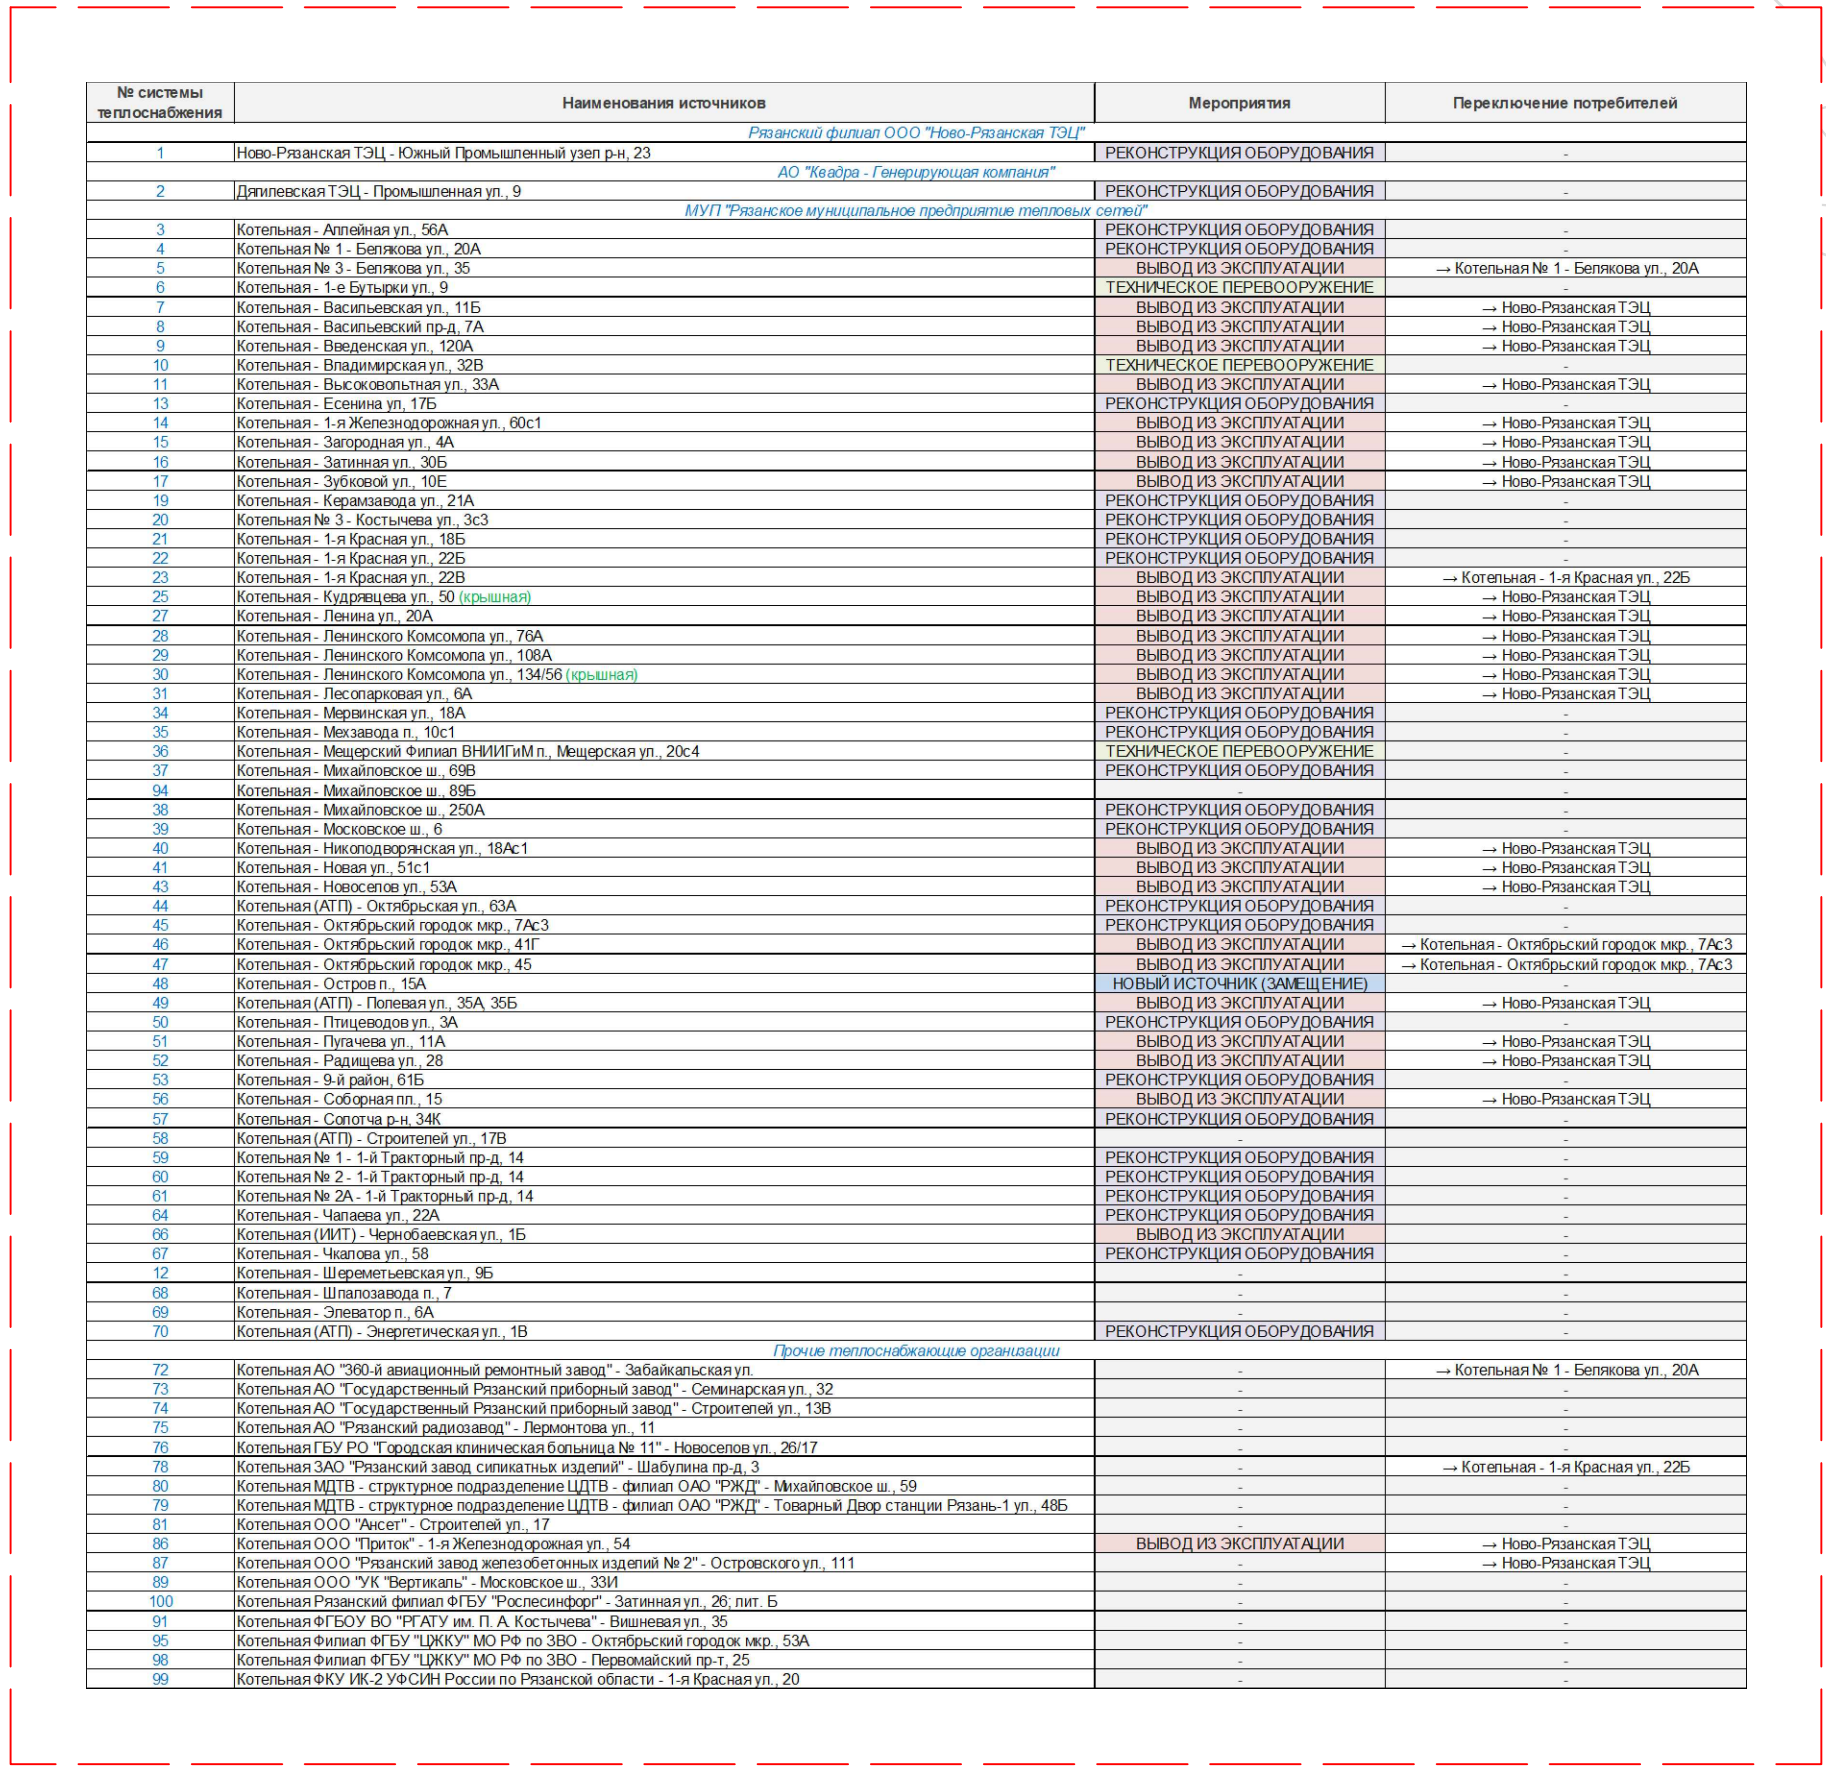 № системы теплоснабжения Наименования источников Мероприятия Переключение потребителей
Рязанский филиал ООО "Ново-Рязанская ТЭЦ"
1 Ново-Рязанская ТЭЦ - Южный Промышленный узел р-н, 23 РЕКОНСТРУКЦИЯ ОБОРУДОВАНИЯ -
АО "Квадра - Генерирующая компания"
2 Дягилевская ТЭЦ - Промышленная ул., 9 РЕКОНСТРУКЦИЯ ОБОРУДОВАНИЯ -
МУП "Рязанское муниципальное предприятие тепловых сетей"
3 Котельная - Аллейная ул., 56А РЕКОНСТРУКЦИЯ ОБОРУДОВАНИЯ -
4 Котельная № 1 - Белякова ул., 20А РЕКОНСТРУКЦИЯ ОБОРУДОВАНИЯ -
5 Котельная № 3 - Белякова ул., 35 ВЫВОД ИЗ ЭКСПЛУАТАЦИИ → Котельная № 1 - Белякова ул., 20А
6 Котельная - 1-е Бутырки ул., 9 ТЕХНИЧЕСКОЕ ПЕРЕВООРУЖЕНИЕ -
7 Котельная - Васильевская ул., 11Б ВЫВОД ИЗ ЭКСПЛУАТАЦИИ → Ново-Рязанская ТЭЦ
8 Котельная - Васильевский пр-д, 7А ВЫВОД ИЗ ЭКСПЛУАТАЦИИ → Ново-Рязанская ТЭЦ
9 Котельная - Введенская ул., 120А ВЫВОД ИЗ ЭКСПЛУАТАЦИИ → Ново-Рязанская ТЭЦ
10 Котельная - Владимирская ул., 32В ТЕХНИЧЕСКОЕ ПЕРЕВООРУЖЕНИЕ -
11 Котельная - Высоковольтная ул., 33А ВЫВОД ИЗ ЭКСПЛУАТАЦИИ → Ново-Рязанская ТЭЦ
13 Котельная - Есенина ул, 17Б РЕКОНСТРУКЦИЯ ОБОРУДОВАНИЯ -
14 Котельная - 1-я Железнодорожная ул., 60с1 ВЫВОД ИЗ ЭКСПЛУАТАЦИИ → Ново-Рязанская ТЭЦ
15 Котельная - Загородная ул., 4А ВЫВОД ИЗ ЭКСПЛУАТАЦИИ → Ново-Рязанская ТЭЦ
16 Котельная - Затинная ул., 30Б ВЫВОД ИЗ ЭКСПЛУАТАЦИИ → Ново-Рязанская ТЭЦ
17 Котельная - Зубковой ул., 10Е ВЫВОД ИЗ ЭКСПЛУАТАЦИИ → Ново-Рязанская ТЭЦ
19 Котельная - Керамзавода ул., 21А РЕКОНСТРУКЦИЯ ОБОРУДОВАНИЯ -
20 Котельная № 3 - Костычева ул., 3с3 РЕКОНСТРУКЦИЯ ОБОРУДОВАНИЯ -
21 Котельная - 1-я Красная ул., 18Б РЕКОНСТРУКЦИЯ ОБОРУДОВАНИЯ -
22 Котельная - 1-я Красная ул., 22Б РЕКОНСТРУКЦИЯ ОБОРУДОВАНИЯ -
23 Котельная - 1-я Красная ул., 22В ВЫВОД ИЗ ЭКСПЛУАТАЦИИ → Котельная - 1-я Красная ул., 22Б
25 Котельная - Кудрявцева ул., 50 (крышная) ВЫВОД ИЗ ЭКСПЛУАТАЦИИ → Ново-Рязанская ТЭЦ
27 Котельная - Ленина ул., 20А ВЫВОД ИЗ ЭКСПЛУАТАЦИИ → Ново-Рязанская ТЭЦ
28 Котельная - Ленинского Комсомола ул., 76А ВЫВОД ИЗ ЭКСПЛУАТАЦИИ → Ново-Рязанская ТЭЦ
29 Котельная - Ленинского Комсомола ул., 108А ВЫВОД ИЗ ЭКСПЛУАТАЦИИ → Ново-Рязанская ТЭЦ
30 Котельная - Ленинского Комсомола ул., 134/56 (крышная) ВЫВОД ИЗ ЭКСПЛУАТАЦИИ → Ново-Рязанская ТЭЦ
31 Котельная - Лесопарковая ул., 6А ВЫВОД ИЗ ЭКСПЛУАТАЦИИ → Ново-Рязанская ТЭЦ
34 Котельная - Мервинская ул., 18А РЕКОНСТРУКЦИЯ ОБОРУДОВАНИЯ -
35 Котельная - Мехзавода п., 10с1 РЕКОНСТРУКЦИЯ ОБОРУДОВАНИЯ -
36 Котельная - Мещерский Филиал ВНИИГиМ п., Мещерская ул., 20с4 ТЕХНИЧЕСКОЕ ПЕРЕВООРУЖЕНИЕ -
37 Котельная - Михайловское ш., 69В РЕКОНСТРУКЦИЯ ОБОРУДОВАНИЯ -
94 Котельная - Михайловское ш., 89Б - -
38 Котельная - Михайловское ш., 250А РЕКОНСТРУКЦИЯ ОБОРУДОВАНИЯ -
39 Котельная - Московское ш., 6 РЕКОНСТРУКЦИЯ ОБОРУДОВАНИЯ -
40 Котельная - Николодворянская ул., 18Ас1 ВЫВОД ИЗ ЭКСПЛУАТАЦИИ → Ново-Рязанская ТЭЦ
41 Котельная - Новая ул., 51с1 ВЫВОД ИЗ ЭКСПЛУАТАЦИИ → Ново-Рязанская ТЭЦ
43 Котельная - Новоселов ул., 53А ВЫВОД ИЗ ЭКСПЛУАТАЦИИ → Ново-Рязанская ТЭЦ
44 Котельная (АТП) - Октябрьская ул., 63А РЕКОНСТРУКЦИЯ ОБОРУДОВАНИЯ -
45 Котельная - Октябрьский городок мкр., 7Ас3 РЕКОНСТРУКЦИЯ ОБОРУДОВАНИЯ -
46 Котельная - Октябрьский городок мкр., 41Г ВЫВОД ИЗ ЭКСПЛУАТАЦИИ → Котельная - Октябрьский городок мкр., 7Ас3
47 Котельная - Октябрьский городок мкр., 45 ВЫВОД ИЗ ЭКСПЛУАТАЦИИ → Котельная - Октябрьский городок мкр., 7Ас3
48 Котельная - Остров п., 15А НОВЫЙ ИСТОЧНИК (ЗАМЕЩЕНИЕ) -
49 Котельная (АТП) - Полевая ул., 35А, 35Б ВЫВОД ИЗ ЭКСПЛУАТАЦИИ → Ново-Рязанская ТЭЦ
50 Котельная - Птицеводов ул., 3А РЕКОНСТРУКЦИЯ ОБОРУДОВАНИЯ -
51 Котельная - Пугачева ул., 11А ВЫВОД ИЗ ЭКСПЛУАТАЦИИ → Ново-Рязанская ТЭЦ
52 Котельная - Радищева ул., 28 ВЫВОД ИЗ ЭКСПЛУАТАЦИИ → Ново-Рязанская ТЭЦ
53 Котельная - 9-й район, 61Б РЕКОНСТРУКЦИЯ ОБОРУДОВАНИЯ -
56 Котельная - Соборная пл., 15 ВЫВОД ИЗ ЭКСПЛУАТАЦИИ → Ново-Рязанская ТЭЦ
57 Котельная - Солотча р-н, 34К РЕКОНСТРУКЦИЯ ОБОРУДОВАНИЯ -
58 Котельная (АТП) - Строителей ул., 17В - -
59 Котельная № 1 - 1-й Тракторный пр-д, 14 РЕКОНСТРУКЦИЯ ОБОРУДОВАНИЯ -
60 Котельная № 2 - 1-й Тракторный пр-д, 14 РЕКОНСТРУКЦИЯ ОБОРУДОВАНИЯ -
61 Котельная № 2А - 1-й Тракторный пр-д, 14 РЕКОНСТРУКЦИЯ ОБОРУДОВАНИЯ -
64 Котельная - Чапаева ул., 22А РЕКОНСТРУКЦИЯ ОБОРУДОВАНИЯ -
66 Котельная (ИИТ) - Чернобаевская ул., 1Б ВЫВОД ИЗ ЭКСПЛУАТАЦИИ -
67 Котельная - Чкалова ул., 58 РЕКОНСТРУКЦИЯ ОБОРУДОВАНИЯ -
12 Котельная - Шереметьевская ул., 9Б - -
68 Котельная - Шпалозавода п., 7 - -
69 Котельная - Элеватор п., 6А - -
70 Котельная (АТП) - Энергетическая ул., 1В РЕКОНСТРУКЦИЯ ОБОРУДОВАНИЯ -
Прочие теплоснабжающие организации
72 Котельная АО "360-й авиационный ремонтный завод" - Забайкальская ул. - → Котельная № 1 - Белякова ул., 20А
73 Котельная АО "Государственный Рязанский приборный завод" - Семинарская ул., 32 - -
74 Котельная АО "Государственный Рязанский приборный завод" - Строителей ул., 13В - -
75 Котельная АО "Рязанский радиозавод" - Лермонтова ул., 11 - -
76 Котельная ГБУ РО "Городская клиническая больница № 11" - Новоселов ул., 26/17 - -
78 Котельная ЗАО "Рязанский завод силикатных изделий" - Шабулина пр-д, 3 - → Котельная - 1-я Красная ул., 22Б
80 Котельная МДТВ - структурное подразделение ЦДТВ - филиал ОАО "РЖД" - Михайловское ш., 59 - -
79 Котельная МДТВ - структурное подразделение ЦДТВ - филиал ОАО "РЖД" - Товарный Двор станции Рязань-1 ул., 48Б - -
81 Котельная ООО "Ансет" - Строителей ул., 17 - -
86 Котельная ООО "Приток" - 1-я Железнодорожная ул., 54 ВЫВОД ИЗ ЭКСПЛУАТАЦИИ → Ново-Рязанская ТЭЦ
87 Котельная ООО "Рязанский завод железобетонных изделий № 2" - Островского ул., 111 - → Ново-Рязанская ТЭЦ
89 Котельная ООО "УК "Вертикаль" - Московское ш., 33И - -
100 Котельная Рязанский филиал ФГБУ "Рослесинфорг" - Затинная ул., 26; лит. Б - -
91 Котельная ФГБОУ ВО "РГАТУ им. П. А. Костычева" - Вишневая ул., 35 - -
95 Котельная Филиал ФГБУ "ЦЖКУ" МО РФ по ЗВО - Октябрьский городок мкр., 53А - -
98 Котельная Филиал ФГБУ "ЦЖКУ" МО РФ по ЗВО - Первомайский пр-т, 25 - -
99 Котельная ФКУ ИК-2 УФСИН России по Рязанской области - 1-я Красная ул., 20 - -